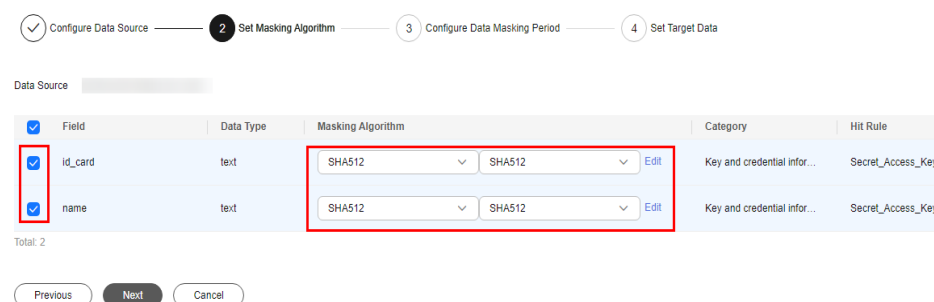 Configure Data Source 2 Set Masking Algorithm 3 Configure Data Masking Period 4 Set Target Data
Data Source
Field Data Type Masking Algorithm Category Hit Rule
id_card text SHA512 SHA512 Edit Key and credential infor... Secret_Access_Key
name text SHA512 SHA512 Edit Key and credential infor... Secret_Access_Key
Total: 2
Previous Next Cancel